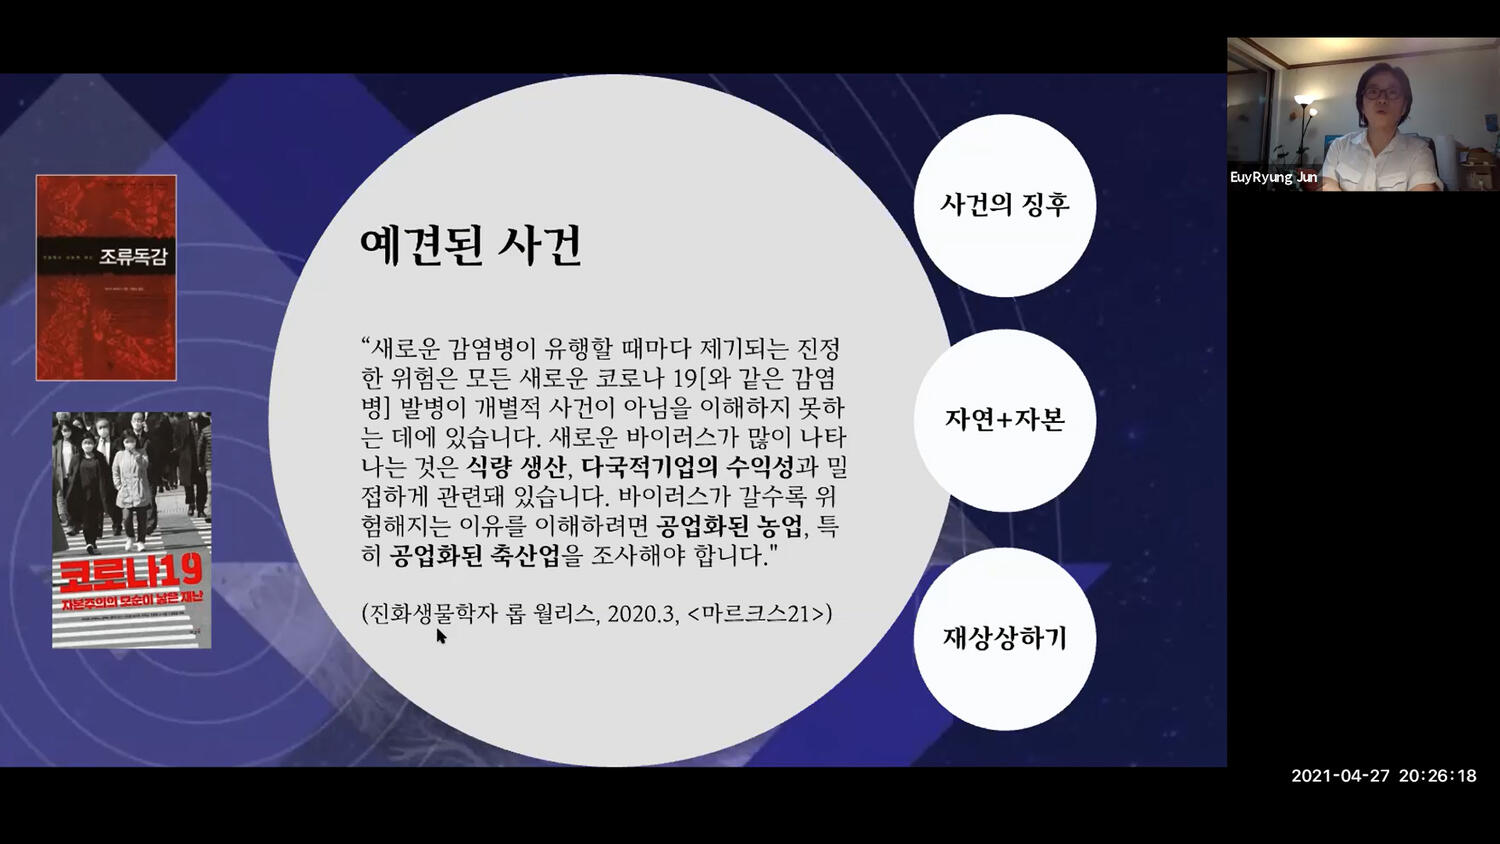 조류독감
코로나19
자본주의의 모순이 낳은 재난
예견된 사건
“새로운 감염병이 유행할 때마다 제기되는 진정
한 위험은 모든 새로운 코로나 19[와 같은 감염
병] 발병이 개별적 사건이 아님을 이해하지 못하
는 데에 있습니다. 새로운 바이러스가 많이 나타
나는 것은 식량 생산, 다국적기업의 수익성과 밀
접하게 관련돼 있습니다. 바이러스가 갈수록 위
험해지는 이유를 이해하려면 공업화된 농업, 특
히 공업화된 축산업을 조사해야 합니다."
(진화생물학자 롭 월리스, 2020.3, <마르크스21>)
사건의 징후
자연+자본
재상상하기
EuyRyung Jun
2021-04-27 20:26:18